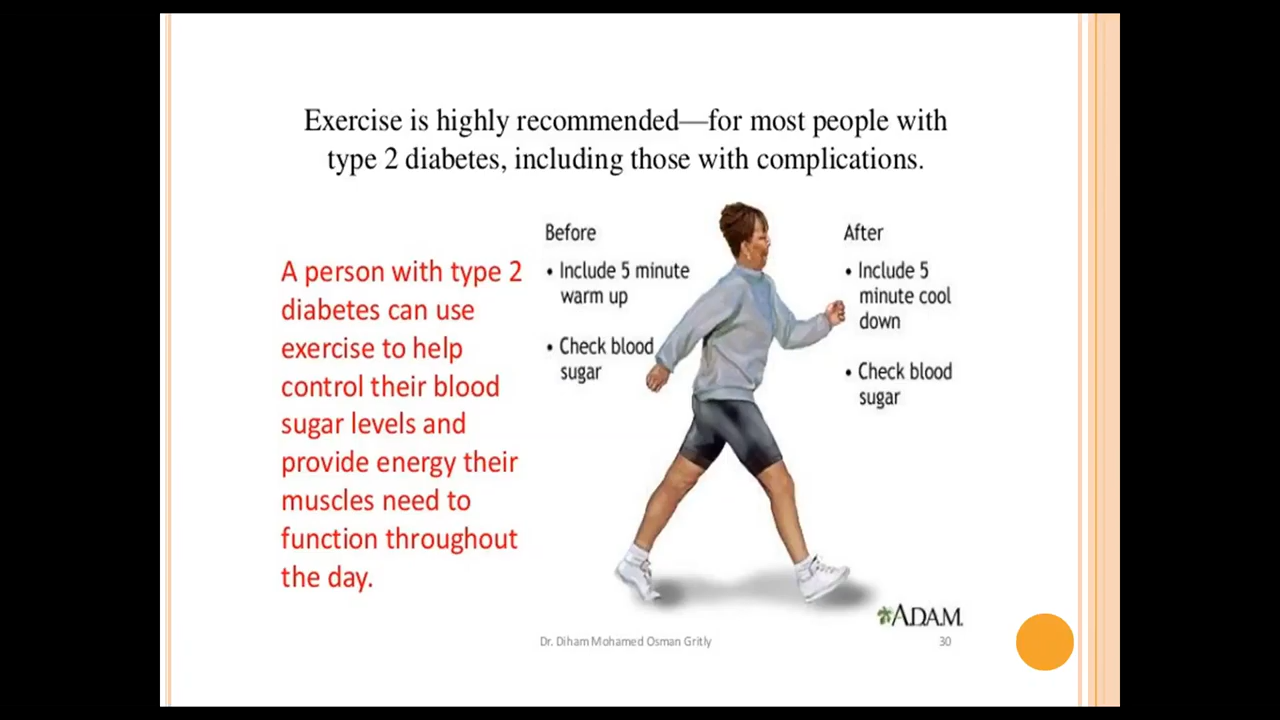 Exercise is highly recommended—for most people with
type 2 diabetes, including those with complications.
A person with type 2
diabetes can use
exercise to help
control their blood
sugar levels and
provide energy their
muscles need to
function throughout
the day.
Before
• Include 5 minute
warm up
• Check blood
sugar
After
• Include 5
minute cool
down
• Check blood
sugar
A.D.A.M.
Dr. Diham Mohamed Osman Gritly
30